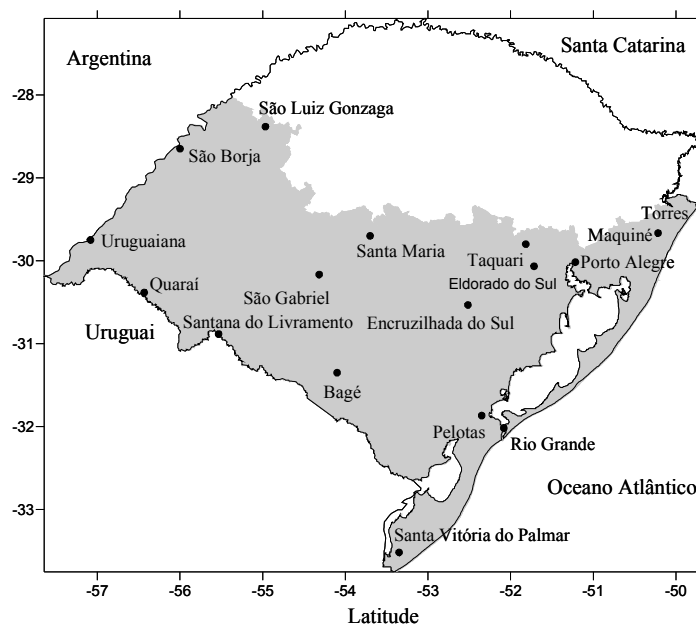 Argentina
Santa Catarina
São Luiz Gonzaga
São Borja
Torres
Maquiné
Uruguaiana
Santa Maria
Taquari
Porto Alegre
Quaraí
São Gabriel
Eldorado do Sul
Uruguai
Santana do Livramento
Encruzilhada do Sul
Bagé
Pelotas
Rio Grande
Oceano Atlântico
Santa Vitória do Palmar
-28
-29
-30
-31
-32
-33
-57
-56
-55
-54
-53
-52
-51
-50
Latitude